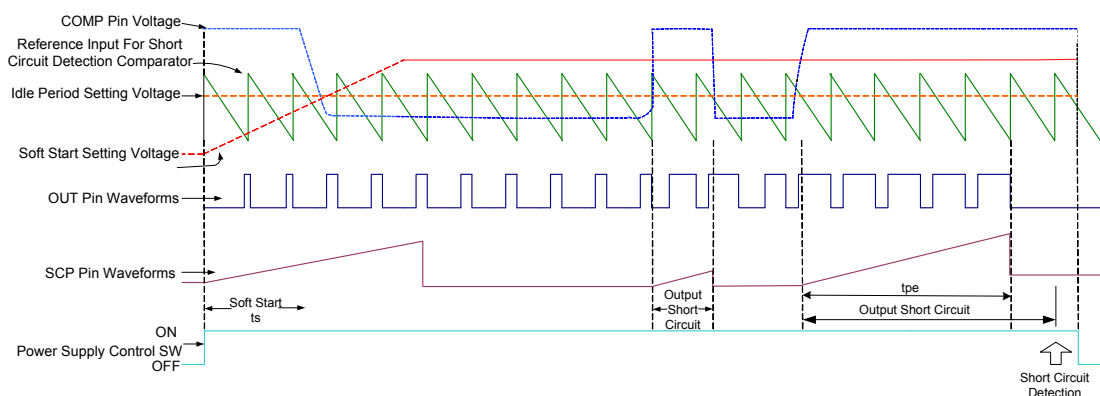 COMP Pin Voltage
Reference Input For Short
Circuit Detection Comparator
Idle Period Setting Voltage
Soft Start Setting Voltage
OUT Pin Waveforms
SCP Pin Waveforms
Soft Start
ts
Output
Short
Circuit
tpe
Output Short Circuit
ON
Power Supply Control SW
OFF
Short Circuit
Detection